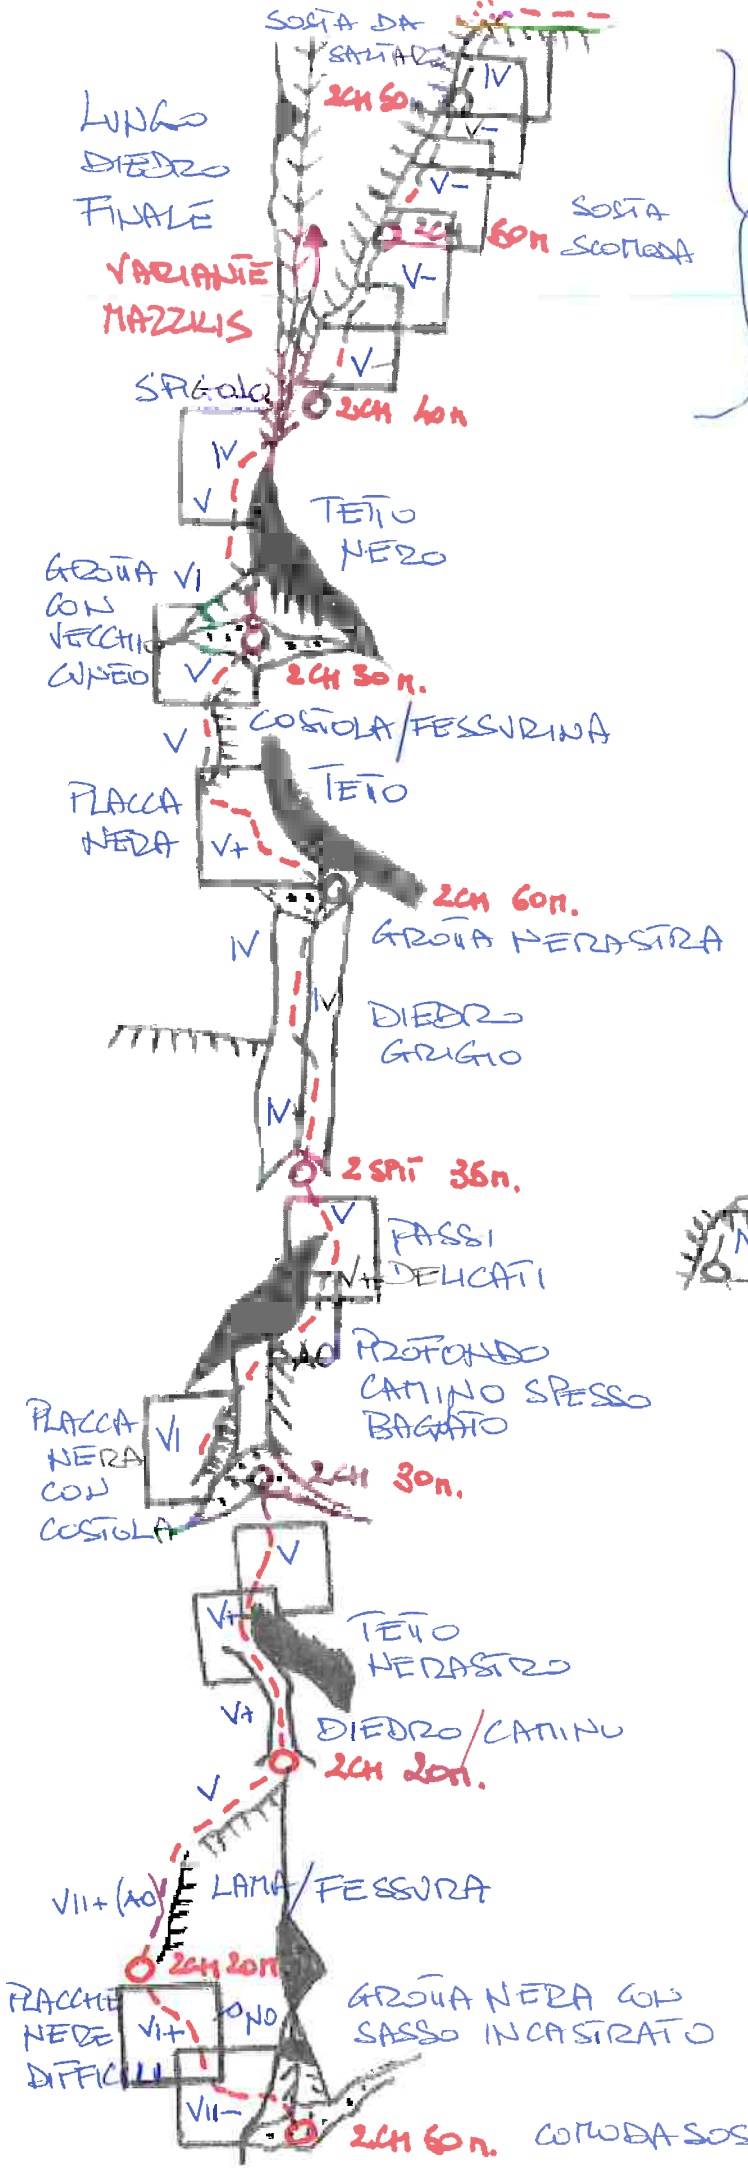 SOSTA DA
SALTARE
IV
2CH 50
V-
LUNGO
DIEDRO
FINALE
V-
SOSTA
SCOMODA
60m
VARIANTE
MAZZILIS
V-
V-
SPIGOLO
2CH 40m
IV
V
TETTO
NERO
GROTTA
CON
VECCHIO
CUNEO
VI
V
2CH 30m.
COSTOLA/FESSURINA
V
TETTO
PLACCA
NERA
V+
2CH 60m.
GROTTA NERASTRA
IV
IV
DIEDRO
GRIGIO
IV
2 SPIT 35m.
V
PASSI
DELICATI
IV+
PROFONDO
CAMINO SPESSO
BAGNATO
PLACCA
NERA
CON
COSTOLA
VI
2CH 30m.
V
V+
TETTO
NERASTRO
V+
DIEDRO/CAMINO
2CH 20m.
V
VII+ (A0)
LAMA/FESSURA
2CH 20m
PLACCHE
NERE
DIFFICILI
VI+
NO
GROTTA NERA CON
SASSO INCASTRATO
VII-
2CH 60m.
COMODA SOS